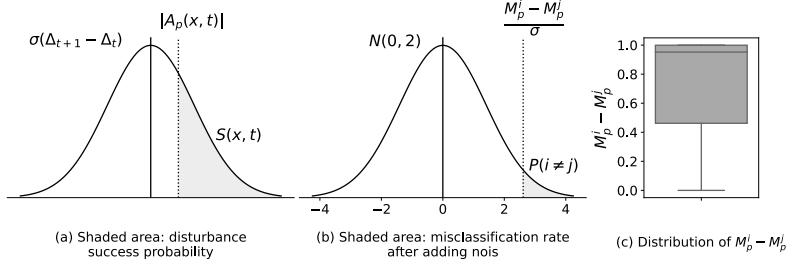 σ(Δ_{t+1} − Δ_t)
|A_p(x, t)|
S(x, t)
(a) Shaded area: disturbance
success probability
N(0, 2)
\frac{M_p^i − M_p^j}{σ}
P(i ≠ j)
−4 −2 0 2 4
(b) Shaded area: misclassification rate
after adding nois
M_p^i − M_p^j
1.0
0.8
0.6
0.4
0.2
0.0
(c) Distribution of M_p^i − M_p^j